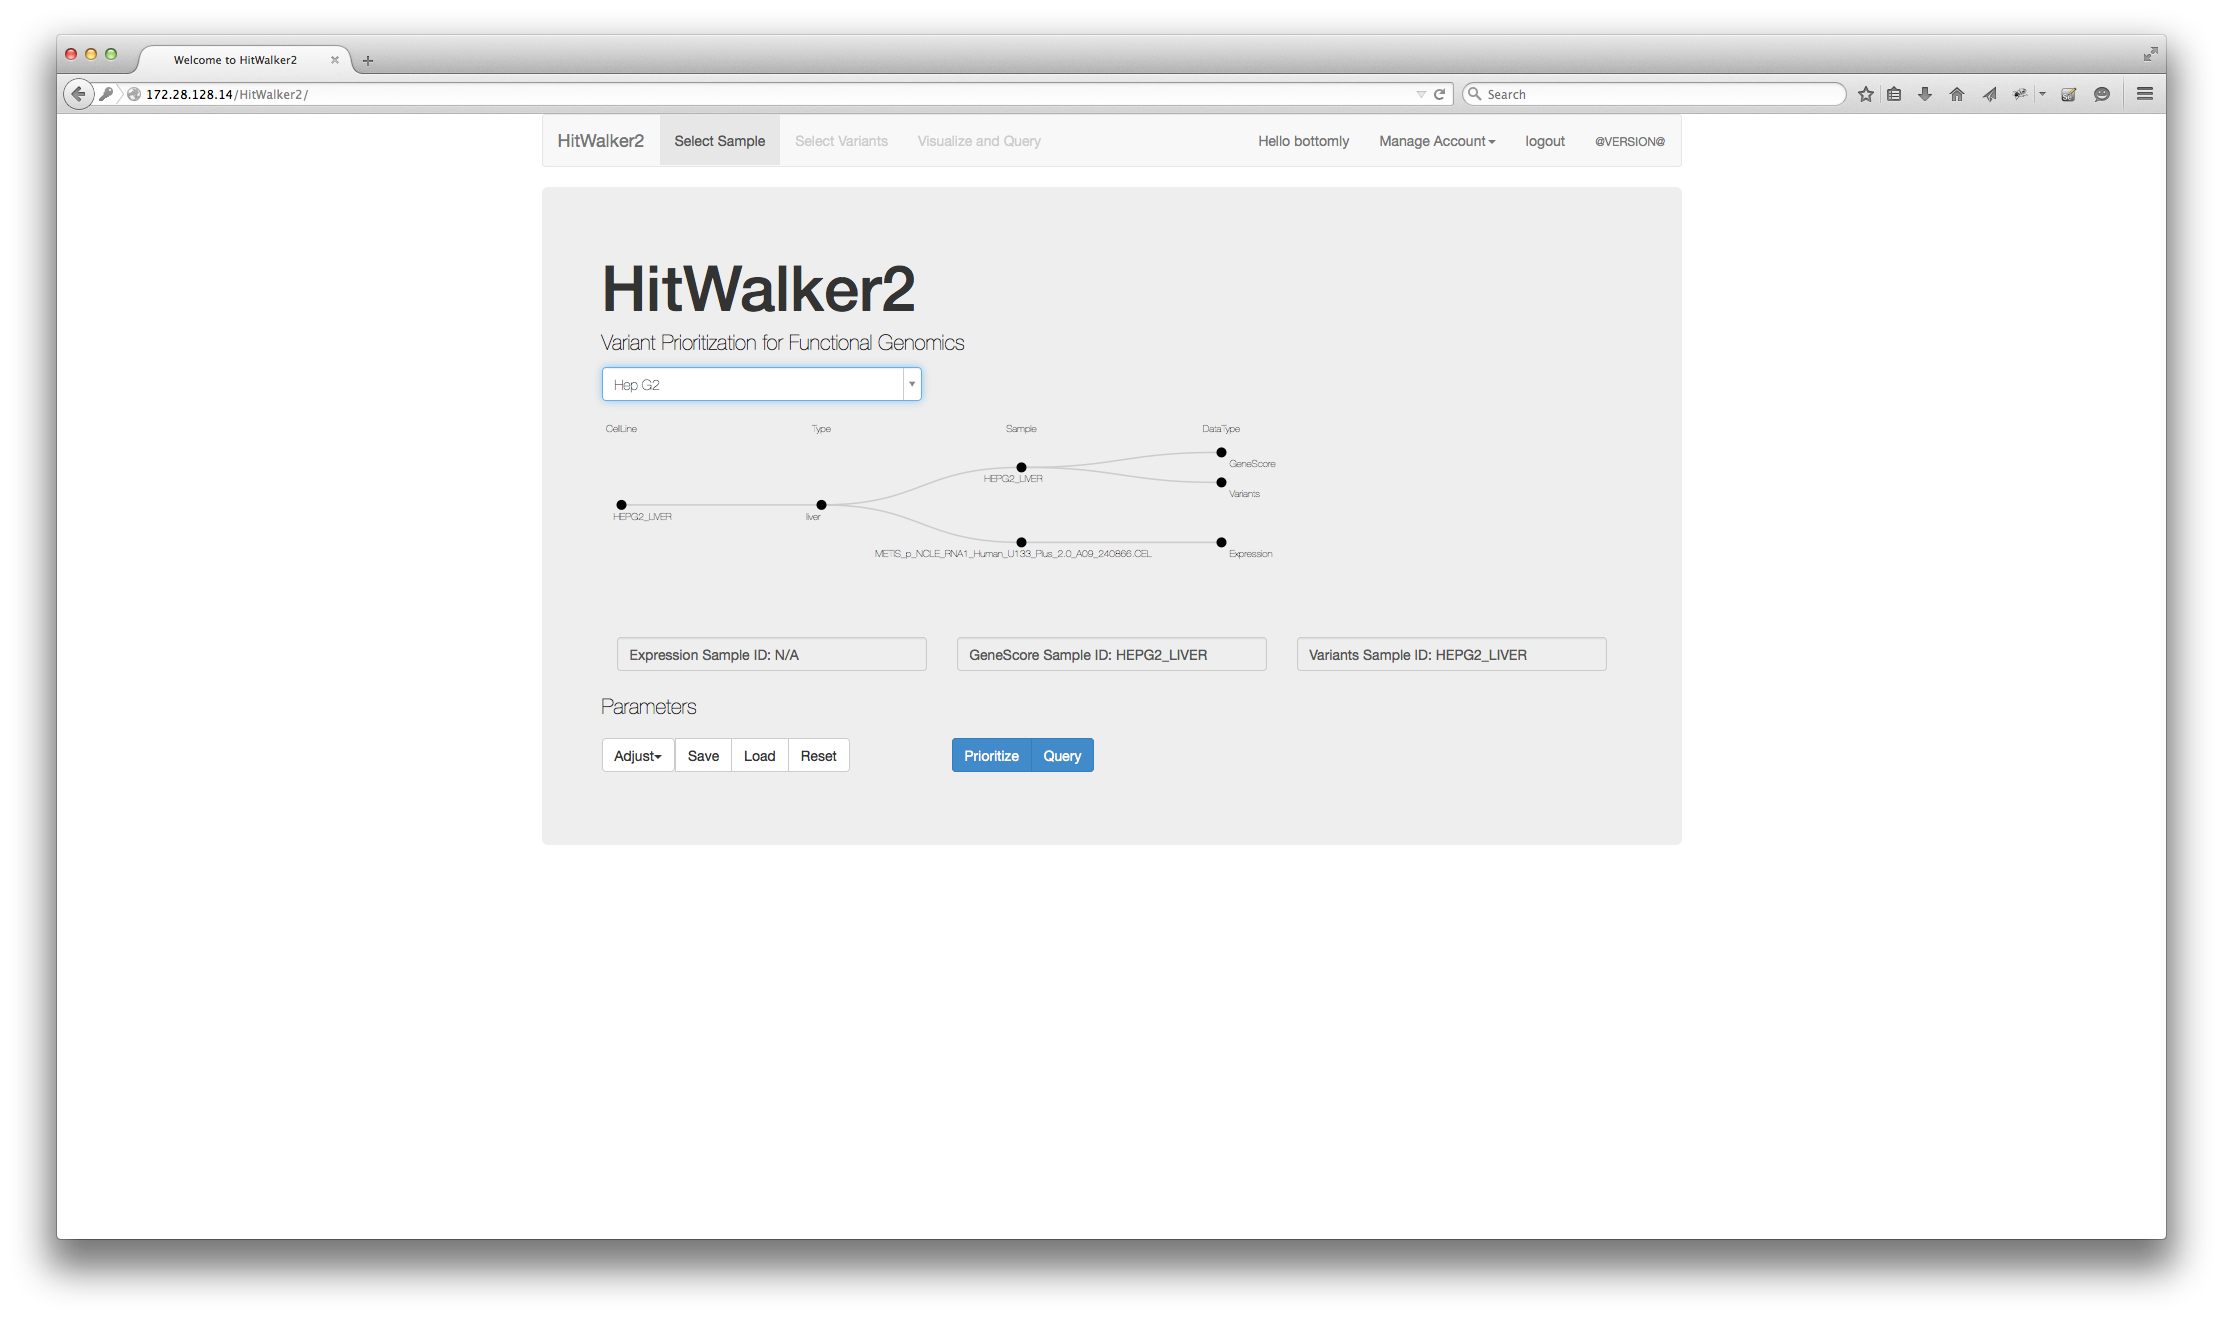 Welcome to HitWalker2
172.28.128.14/HitWalker2/
Search
HitWalker2 Select Sample Select Variants Visualize and Query Hello bottomly Manage Account logout @VERSION@
HitWalker2
Variant Prioritization for Functional Genomics
Hep G2
CellLine Type Sample DataType
GeneScore
HEPG2_LIVER
Variants
HEPG2_LIVER liver
METIS_p_NCLE_RNA1_Human_U133_Plus_2.0_A09_240866.CEL Expression
Expression Sample ID: N/A GeneScore Sample ID: HEPG2_LIVER Variants Sample ID: HEPG2_LIVER
Parameters
Adjust Save Load Reset Prioritize Query